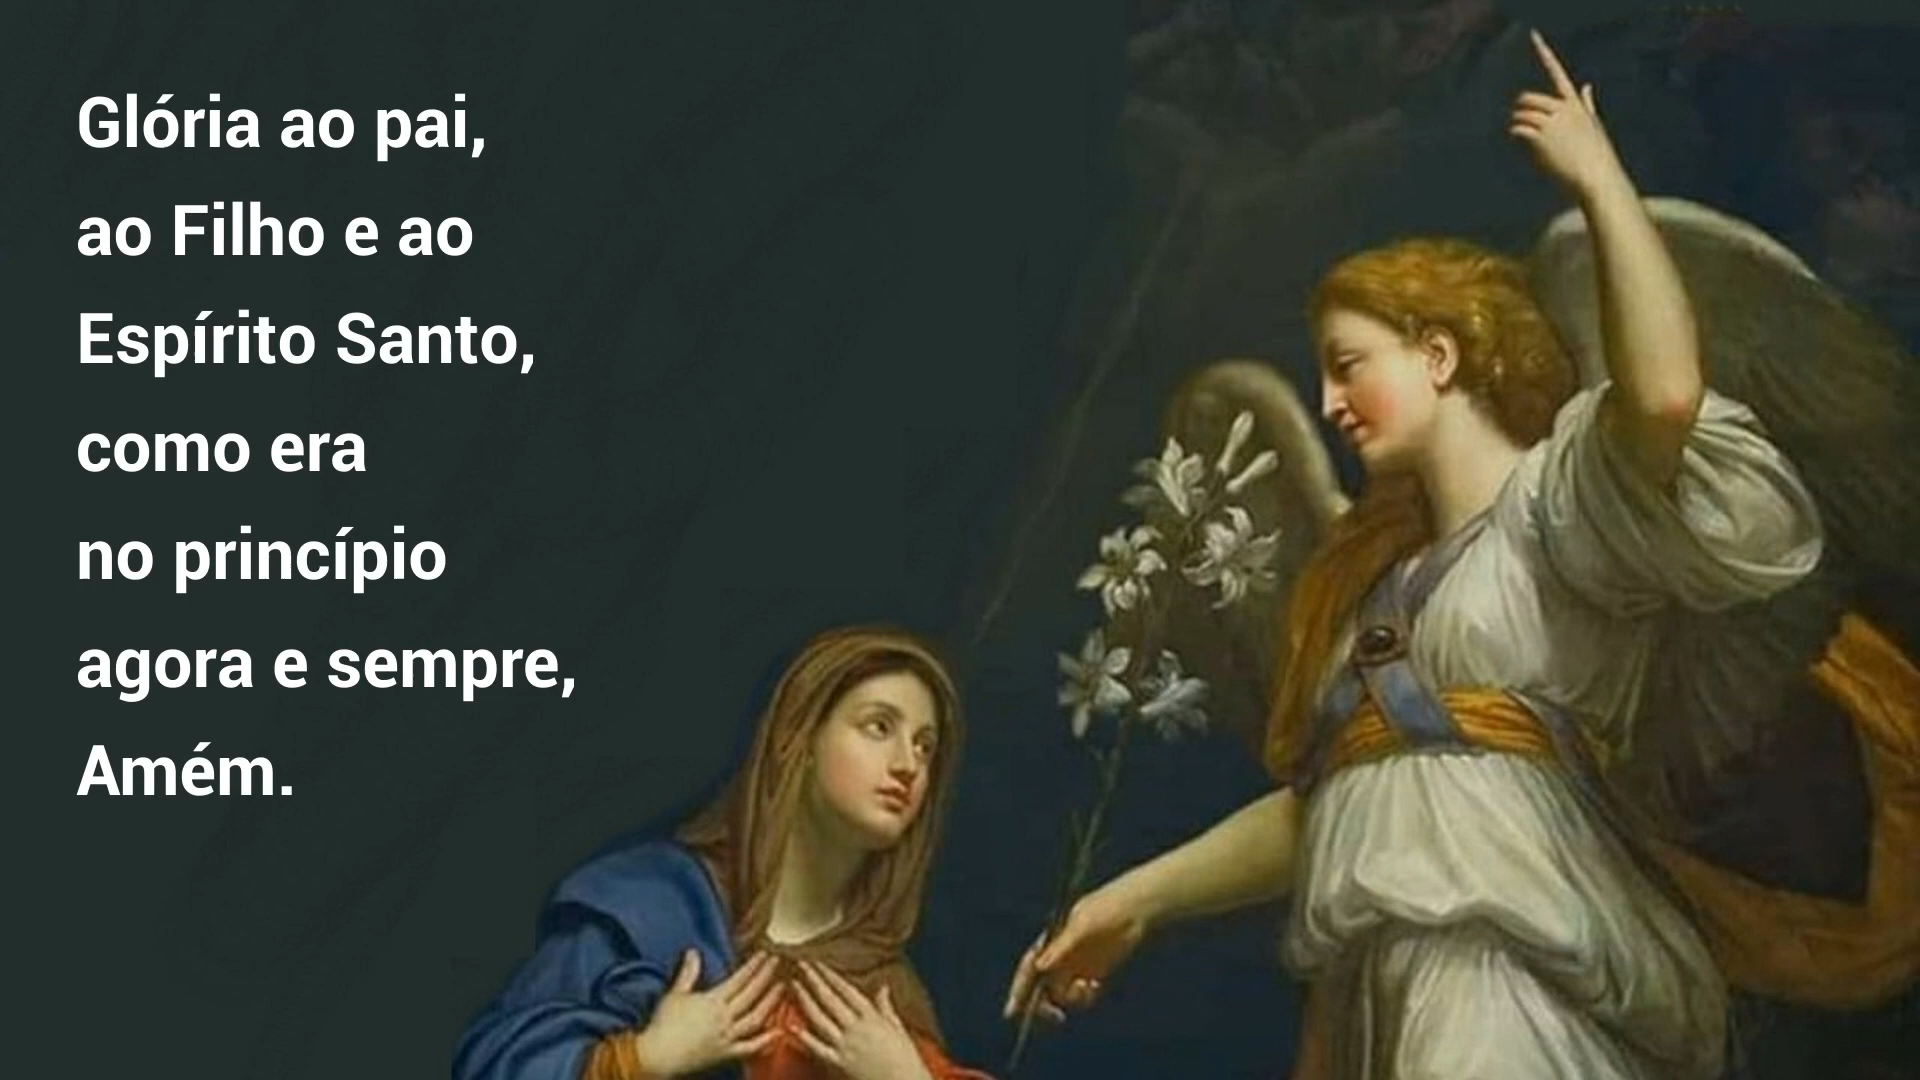 Glória ao pai,
ao Filho e ao
Espírito Santo,
como era
no princípio
agora e sempre,
Amém.